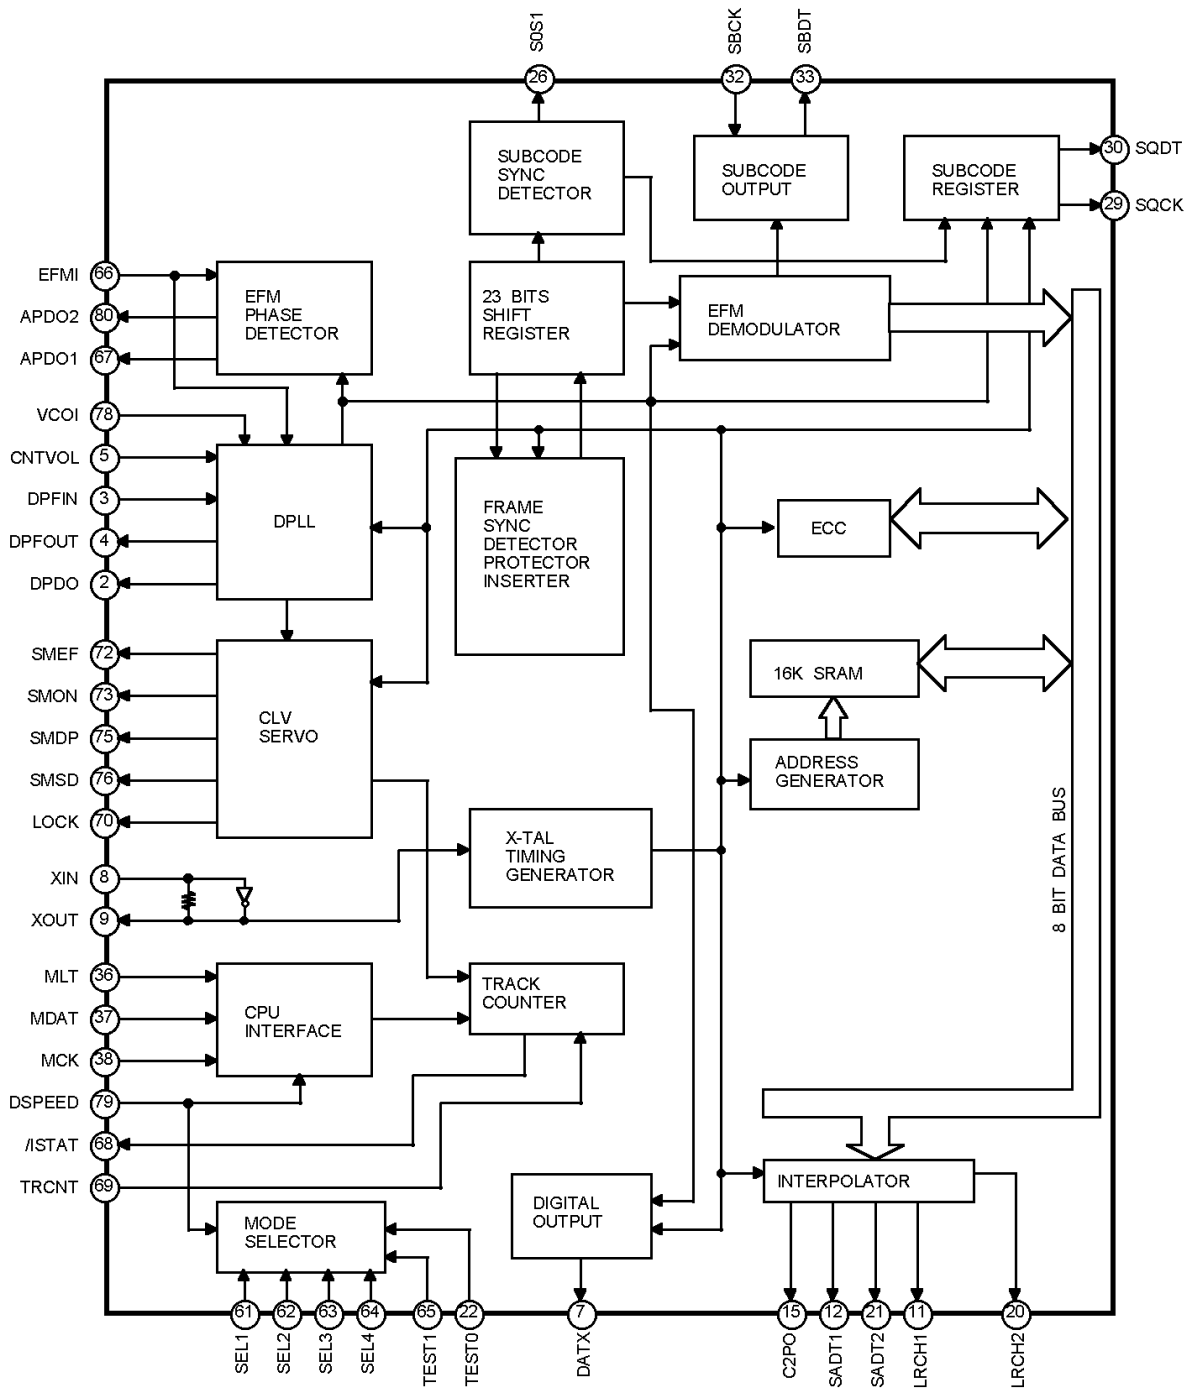 S0S1
SBCK
SBDT
26
32
33
SUBCODE
SYNC
DETECTOR
SUBCODE
OUTPUT
SUBCODE
REGISTER
30 SQDT
29 SQCK
EFMI 66
APDO2 80
APDO1 67
EFM
PHASE
DETECTOR
23 BITS
SHIFT
REGISTER
EFM
DEMODULATOR
VCOI 78
CNTVOL 5
DPFIN 3
DPFOUT 4
DPDO 2
DPLL
FRAME
SYNC
DETECTOR
PROTECTOR
INSERTER
ECC
SMEF 72
SMON 73
SMDP 75
SMSD 76
LOCK 70
CLV
SERVO
16K SRAM
ADDRESS
GENERATOR
8 BIT DATA BUS
X-TAL
TIMING
GENERATOR
XIN 8
XOUT 9
MLT 36
MDAT 37
MCK 38
DSPEED 79
/ISTAT 68
TRCNT 69
CPU
INTERFACE
TRACK
COUNTER
MODE
SELECTOR
DIGITAL
OUTPUT
INTERPOLATOR
61
62
63
64
65
22
7
15
12
21
11
20
SEL1
SEL2
SEL3
SEL4
TEST1
TEST0
DATX
C2PO
SADT1
SADT2
LRCH1
LRCH2